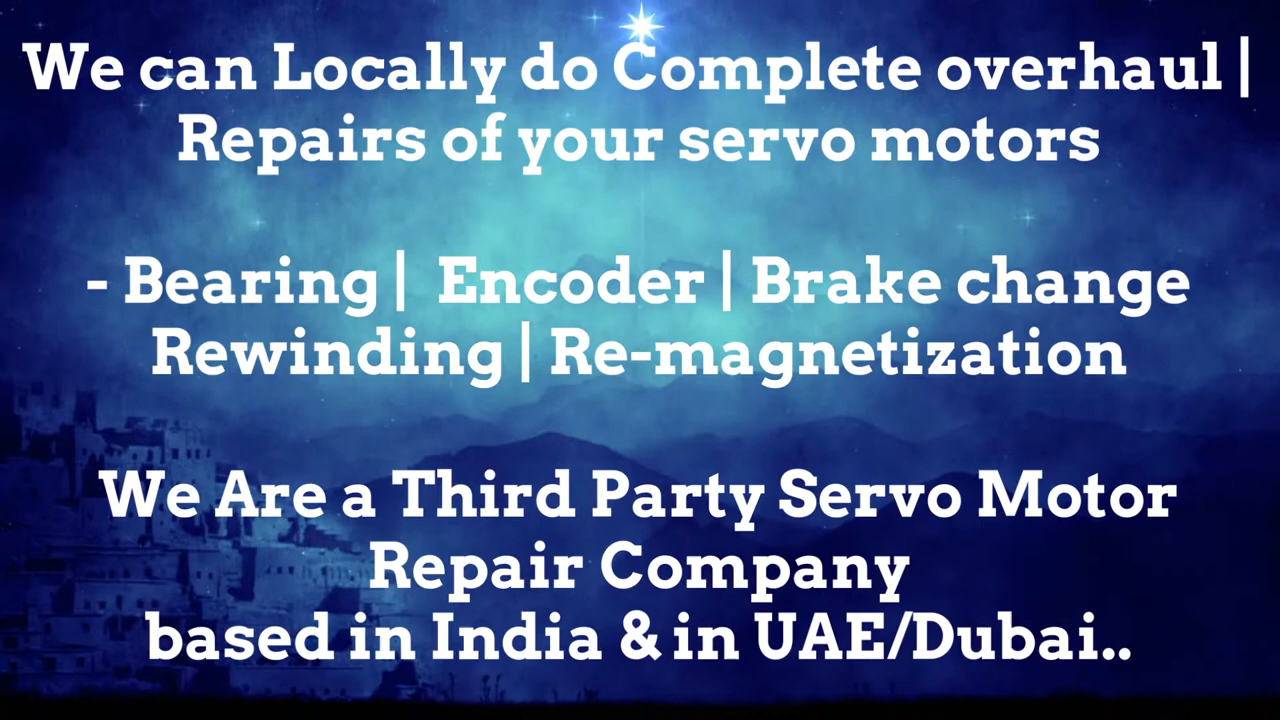 We can Locally do Complete overhaul |
Repairs of your servo motors
- Bearing |  Encoder | Brake change
Rewinding | Re-magnetization
We Are a Third Party Servo Motor
Repair Company
based in India & in UAE/Dubai..